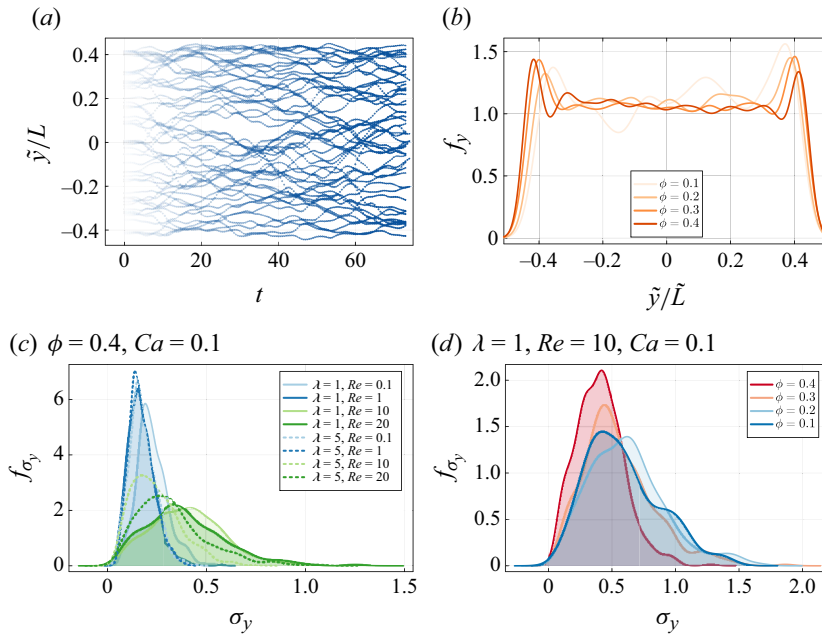 (a)
0.4
0.2
0
−0.2
−0.4
ỹ/L
0
20
40
60
t
(b)
1.5
1.0
0.5
0
f_y
−0.4
−0.2
0
0.2
0.4
ỹ/L̃
ϕ = 0.1
ϕ = 0.2
ϕ = 0.3
ϕ = 0.4
(c) ϕ = 0.4, Ca = 0.1
6
4
2
0
f_{σ_y}
0
0.5
1.0
1.5
σ_y
λ = 1, Re = 0.1
λ = 1, Re = 1
λ = 1, Re = 10
λ = 1, Re = 20
λ = 5, Re = 0.1
λ = 5, Re = 1
λ = 5, Re = 10
λ = 5, Re = 20
(d) λ = 1, Re = 10, Ca = 0.1
2.0
1.5
1.0
0.5
0
f_{σ_y}
0
0.5
1.0
1.5
2.0
σ_y
ϕ = 0.4
ϕ = 0.3
ϕ = 0.2
ϕ = 0.1